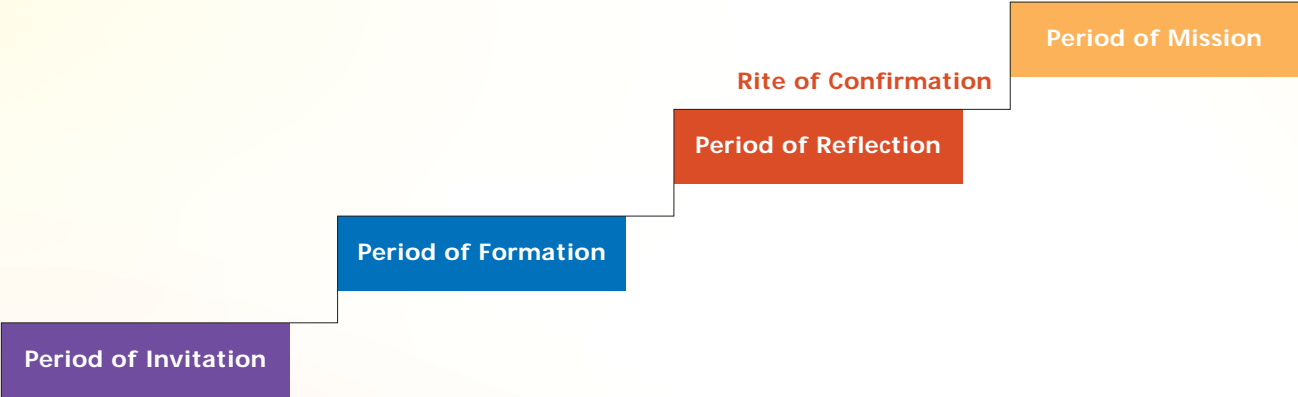 Period of Mission
Rite of Confirmation
Period of Reflection
Period of Formation
Period of Invitation